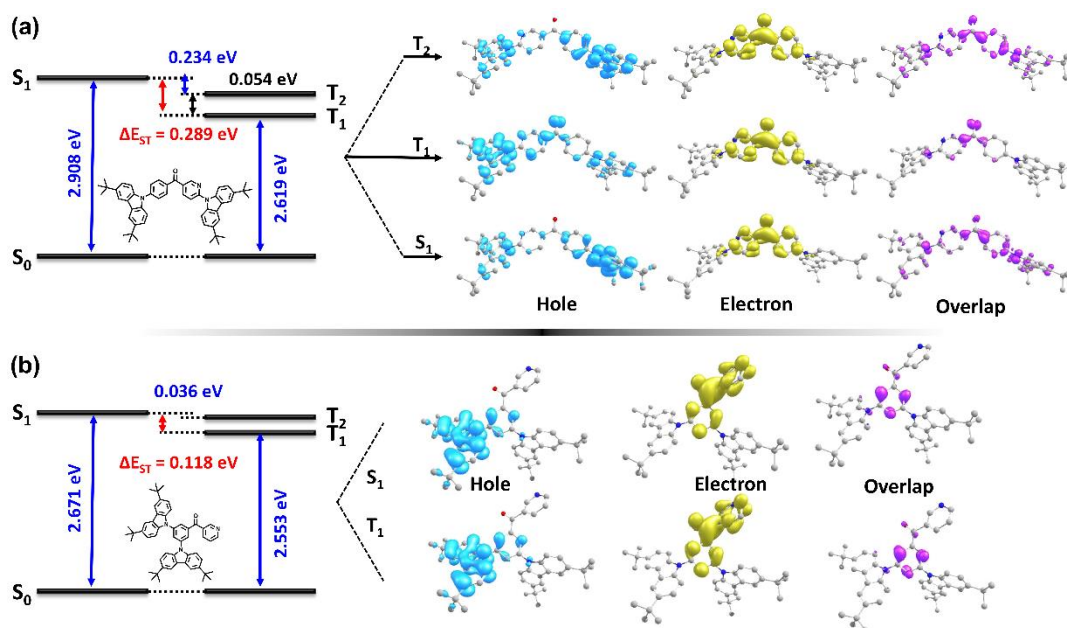 (a)
0.234 eV
S1
0.054 eV
T2
T1
ΔEST = 0.289 eV
2.908 eV
2.619 eV
O
N
N
N
S0
T2
T1
S1
Hole
Electron
Overlap
(b)
0.036 eV
S1
T2
T1
ΔEST = 0.118 eV
2.671 eV
2.553 eV
N
O
N
N
S0
S1
T1
Hole
Electron
Overlap